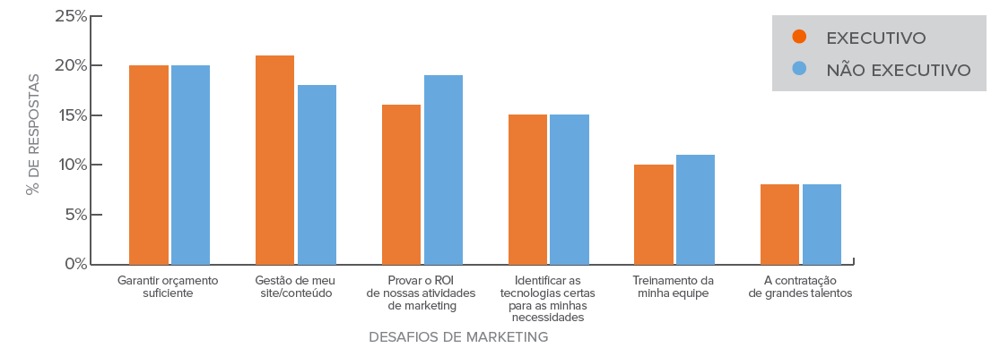 25%
20%
15%
10%
5%
0%
% DE RESPOSTAS
EXECUTIVO
NÃO EXECUTIVO
Garantir orçamento
suficiente
Gestão de meu
site/conteúdo
Provar o ROI
de nossas atividades
de marketing
Identificar as
tecnologias certas
para as minhas
necessidades
Treinamento da
minha equipe
A contratação
de grandes talentos
DESAFIOS DE MARKETING